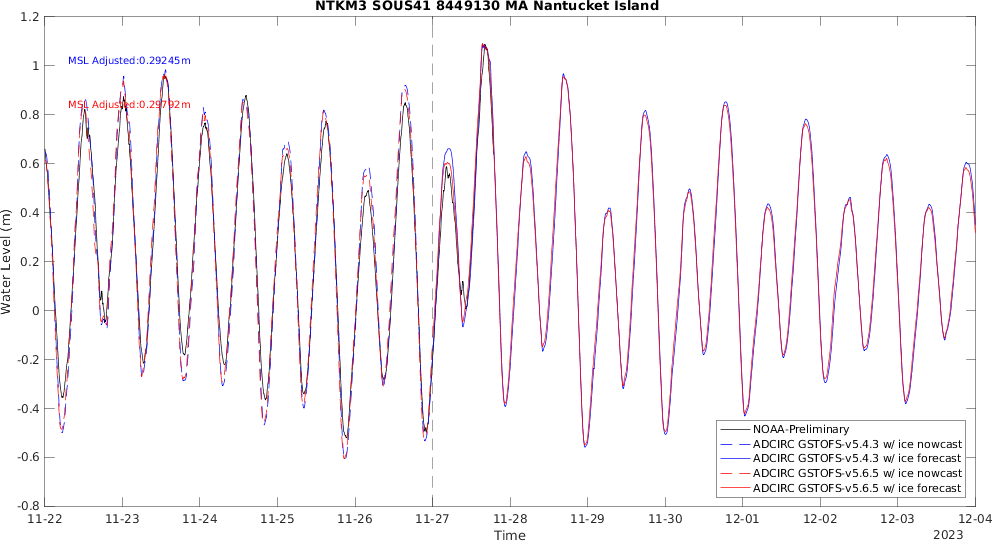 NTKM3 SOUS41 8449130 MA Nantucket Island
1.2
1
0.8
0.6
0.4
0.2
0
-0.2
-0.4
-0.6
-0.8
Water Level (m)
MSL Adjusted:0.29245m
MSL Adjusted:0.29792m
NOAA-Preliminary
ADCIRC GSTOFS-v5.4.3 w/ ice nowcast
ADCIRC GSTOFS-v5.4.3 w/ ice forecast
ADCIRC GSTOFS-v5.6.5 w/ ice nowcast
ADCIRC GSTOFS-v5.6.5 w/ ice forecast
11-22 11-23 11-24 11-25 11-26 11-27 11-28 11-29 11-30 12-01 12-02 12-03 12-04
Time
2023